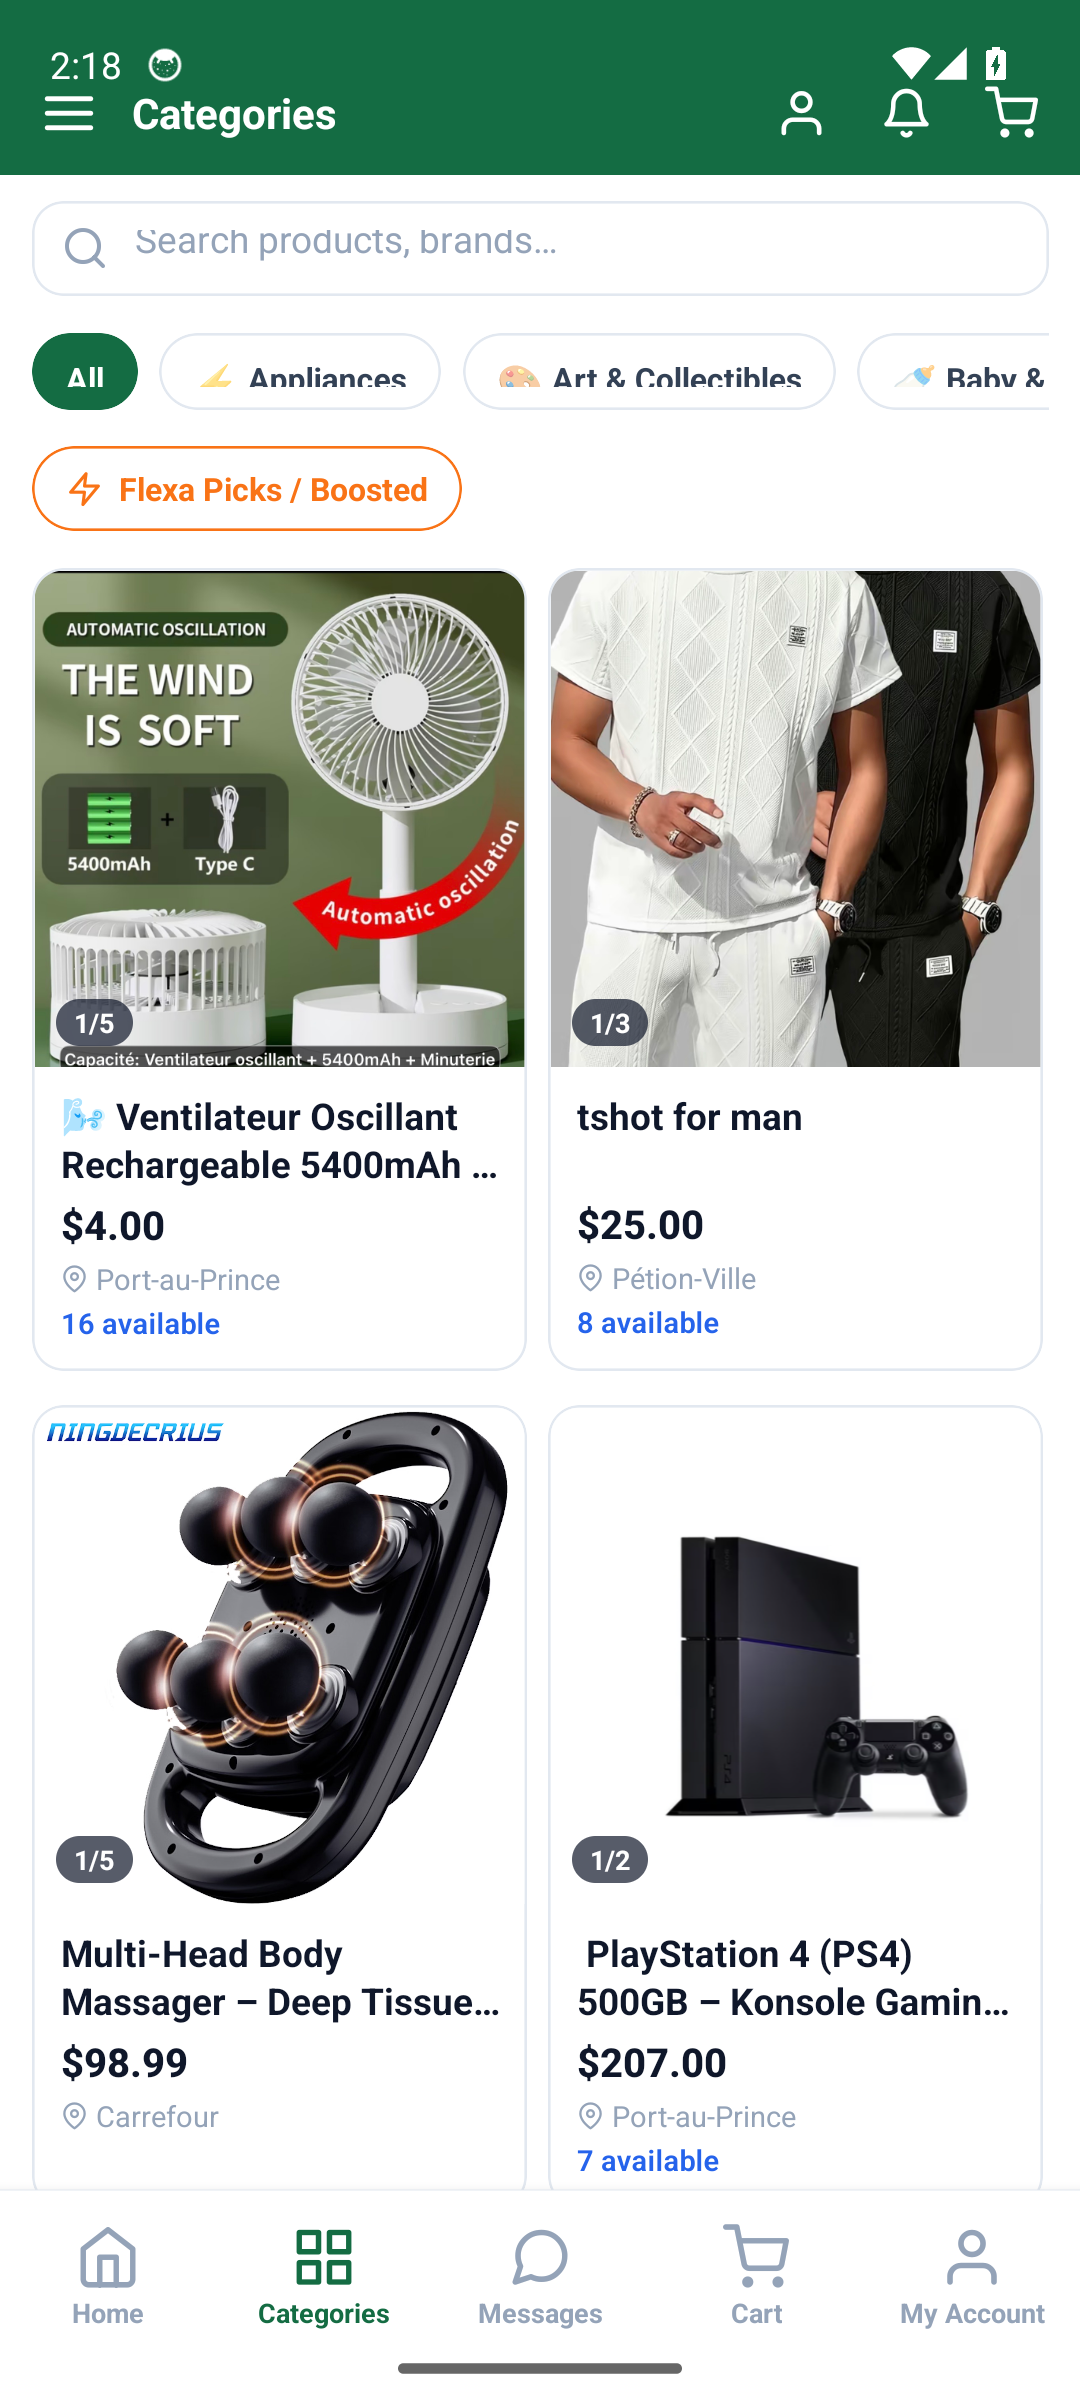 2:18
Categories
Search products, brands...
All
Appliances
Art & Collectibles
Baby &
Flexa Picks / Boosted
AUTOMATIC OSCILLATION
THE WIND
IS SOFT
5400mAh
+
Type C
Automatic oscillation
1/5
Capacité: Ventilateur oscillant + 5400mAh + Minuterie
1/3
Ventilateur Oscillant
Rechargeable 5400mAh ...
$4.00
Port-au-Prince
16 available
tshot for man
$25.00
Pétion-Ville
8 available
NINGDECRIUS
1/5
1/2
Multi-Head Body
Massager – Deep Tissue...
$98.99
Carrefour
PlayStation 4 (PS4)
500GB – Konsole Gamin...
$207.00
Port-au-Prince
7 available
Home
Categories
Messages
Cart
My Account